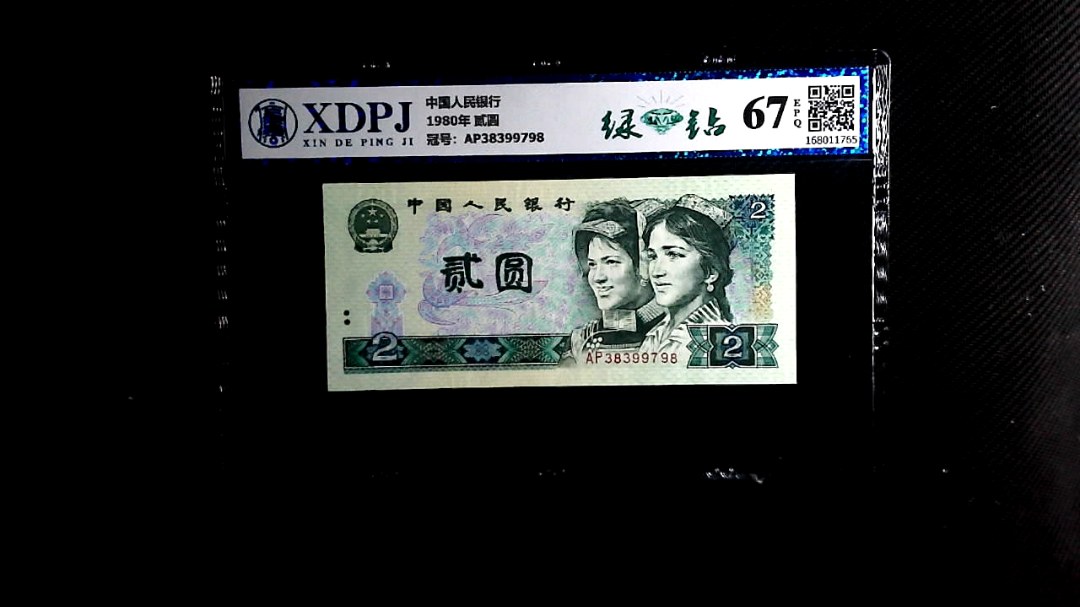 XDPJ
XIN DE PING JI
中国人民银行
1980年 贰圆
冠号：AP38399798
绿 钻
67
EPQ
168011765
中国人民银行
贰圆
2
2
2
AP38399798